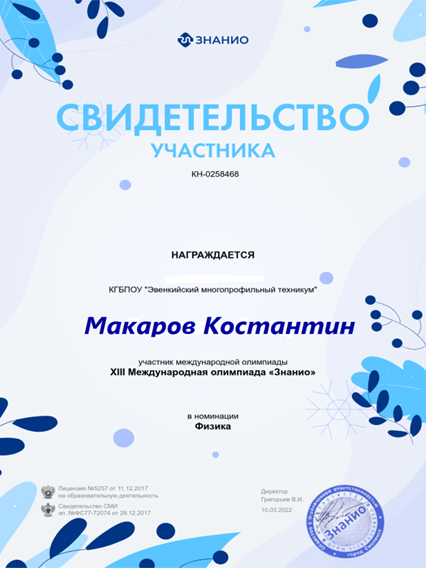 ЗНАНИО
СВИДЕТЕЛЬСТВО
УЧАСТНИКА
КН-0258468
НАГРАЖДАЕТСЯ
КГБПОУ "Эвенкийский многопрофильный техникум"
Макаров Костантин
участник международной олимпиады
XIII Международная олимпиада «Знанио»
в номинации
Физика
Лицензия №5257 от 11.12.2017
на образовательную деятельность
Свидетельство СМИ
эл. №ФС77-72074 от 29.12.2017
Директор
Григорьев В.И.
10.03.2022
Знанио